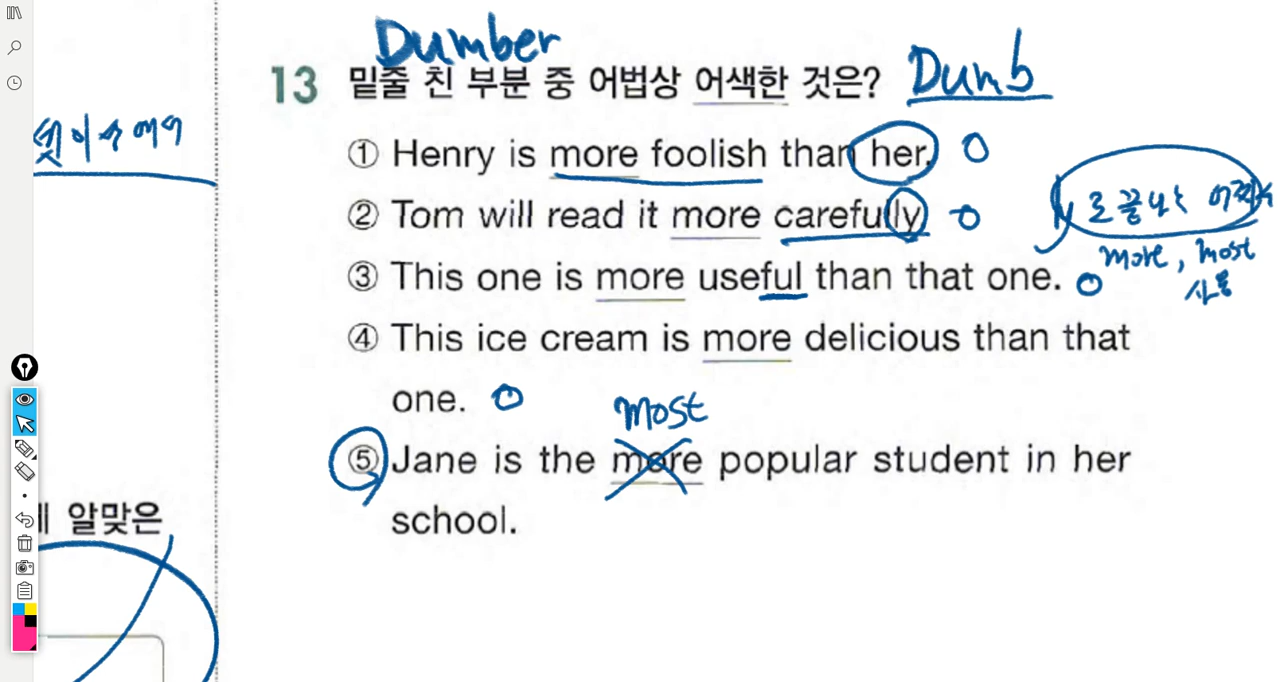 Dumber
13 밑줄 친 부분 중 어법상 어색한 것은? Dumb
① Henry is more foolish than her.
② Tom will read it more carefully
ly로 끝나는
more, most
사용
③ This one is more useful than that one.
④ This ice cream is more delicious than that
one.
most
⑤ Jane is the more popular student in her
school.
알맞은